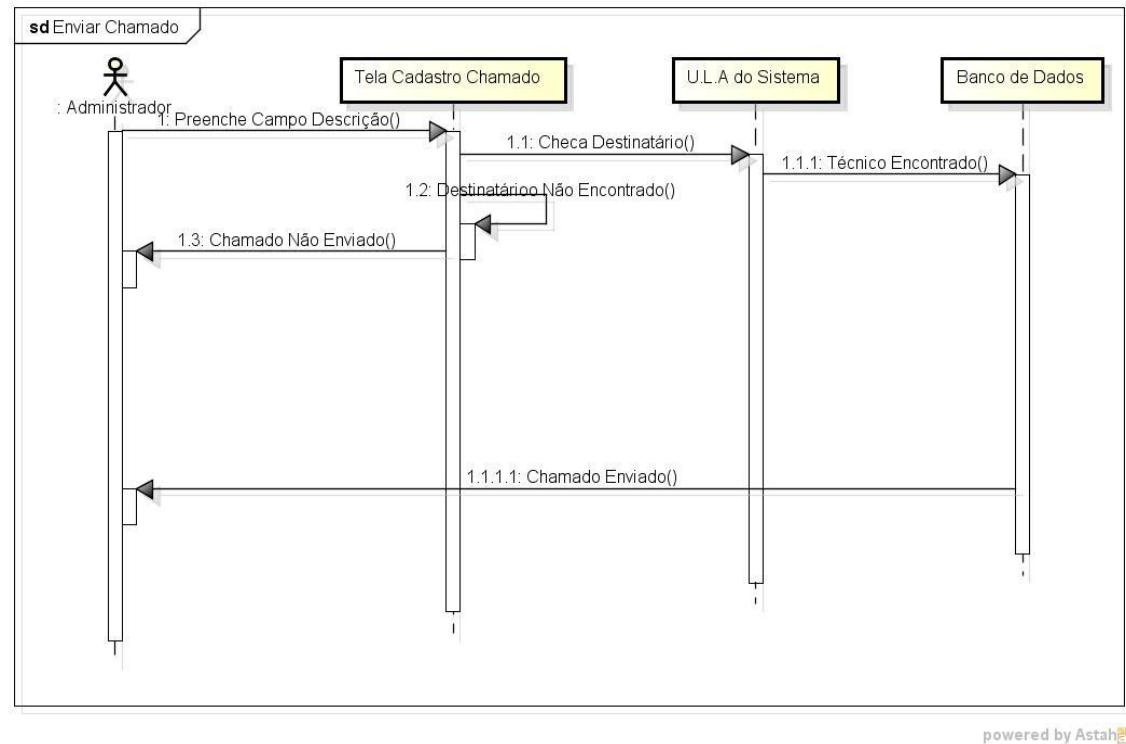 sd Enviar Chamado
: Administrador
Tela Cadastro Chamado
U.L.A do Sistema
Banco de Dados
1: Preenche Campo Descrição()
1.1: Checa Destinatário()
1.1.1: Técnico Encontrado()
1.2: Destinatárioo Não Encontrado()
1.3: Chamado Não Enviado()
1.1.1.1: Chamado Enviado()
powered by Astah